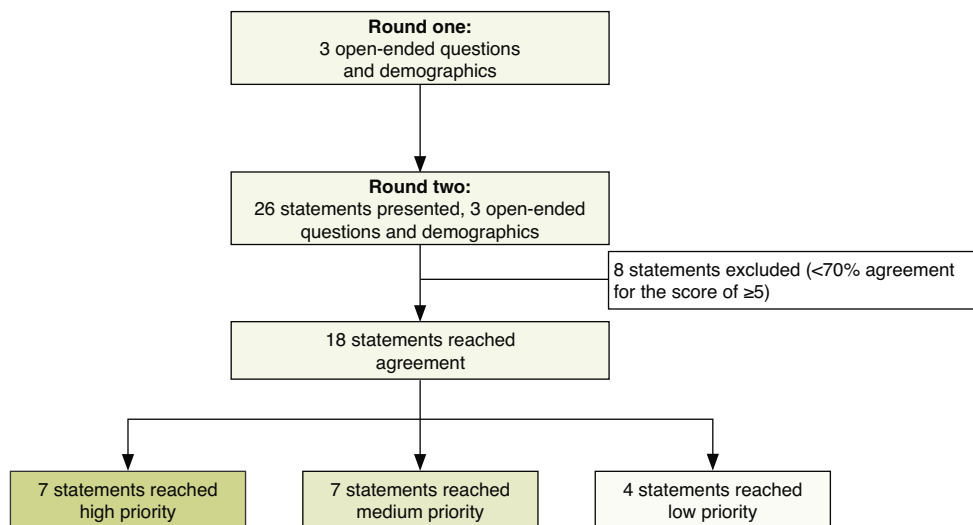 Round one:
3 open-ended questions
and demographics
Round two:
26 statements presented, 3 open-ended
questions and demographics
8 statements excluded (<70% agreement
for the score of ≥5)
18 statements reached
agreement
7 statements reached
high priority
7 statements reached
medium priority
4 statements reached
low priority